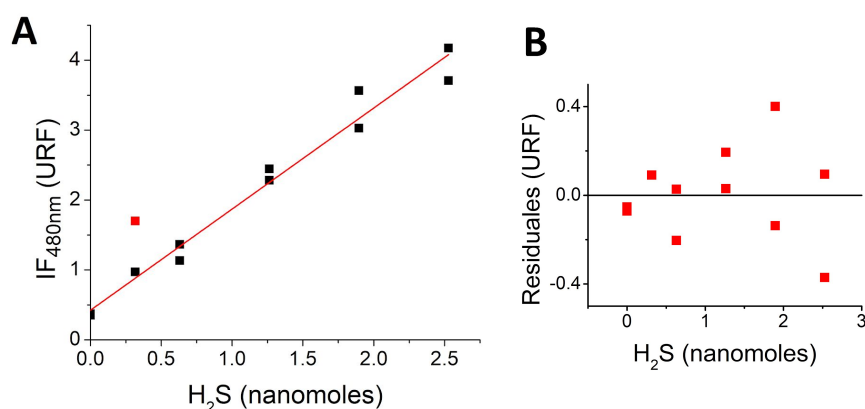 A
IF480nm (URF)
4
3
2
1
0
0.0 0.5 1.0 1.5 2.0 2.5
H2S (nanomoles)
B
Residuales (URF)
0.4
0.0
-0.4
0 1 2 3
H2S (nanomoles)